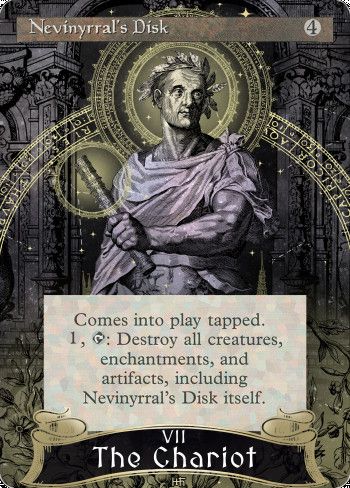 Nevinyrral's Disk 4
Comes into play tapped.
1, : Destroy all creatures,
enchantments, and
artifacts, including
Nevinyrral's Disk itself.
VII
The Chariot